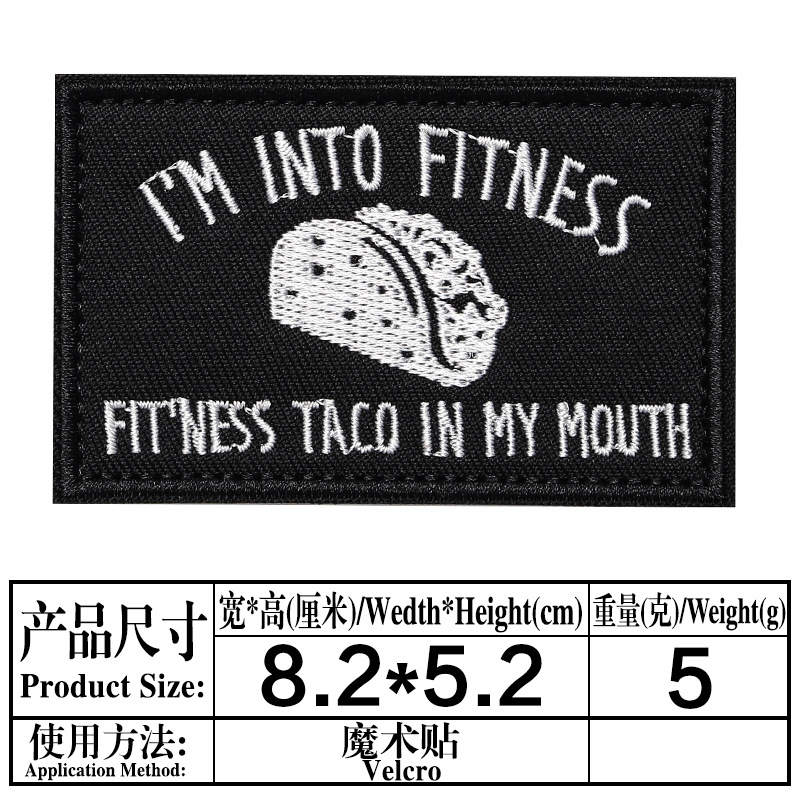 I'M INTO FITNESS
FIT'NESS TACO IN MY MOUTH
产品尺寸
Product Size:
宽*高(厘米)/Wedth*Height(cm)
重量(克)/Weight(g)
8.2*5.2
5
使用方法:
Application Method:
魔术贴
Velcro